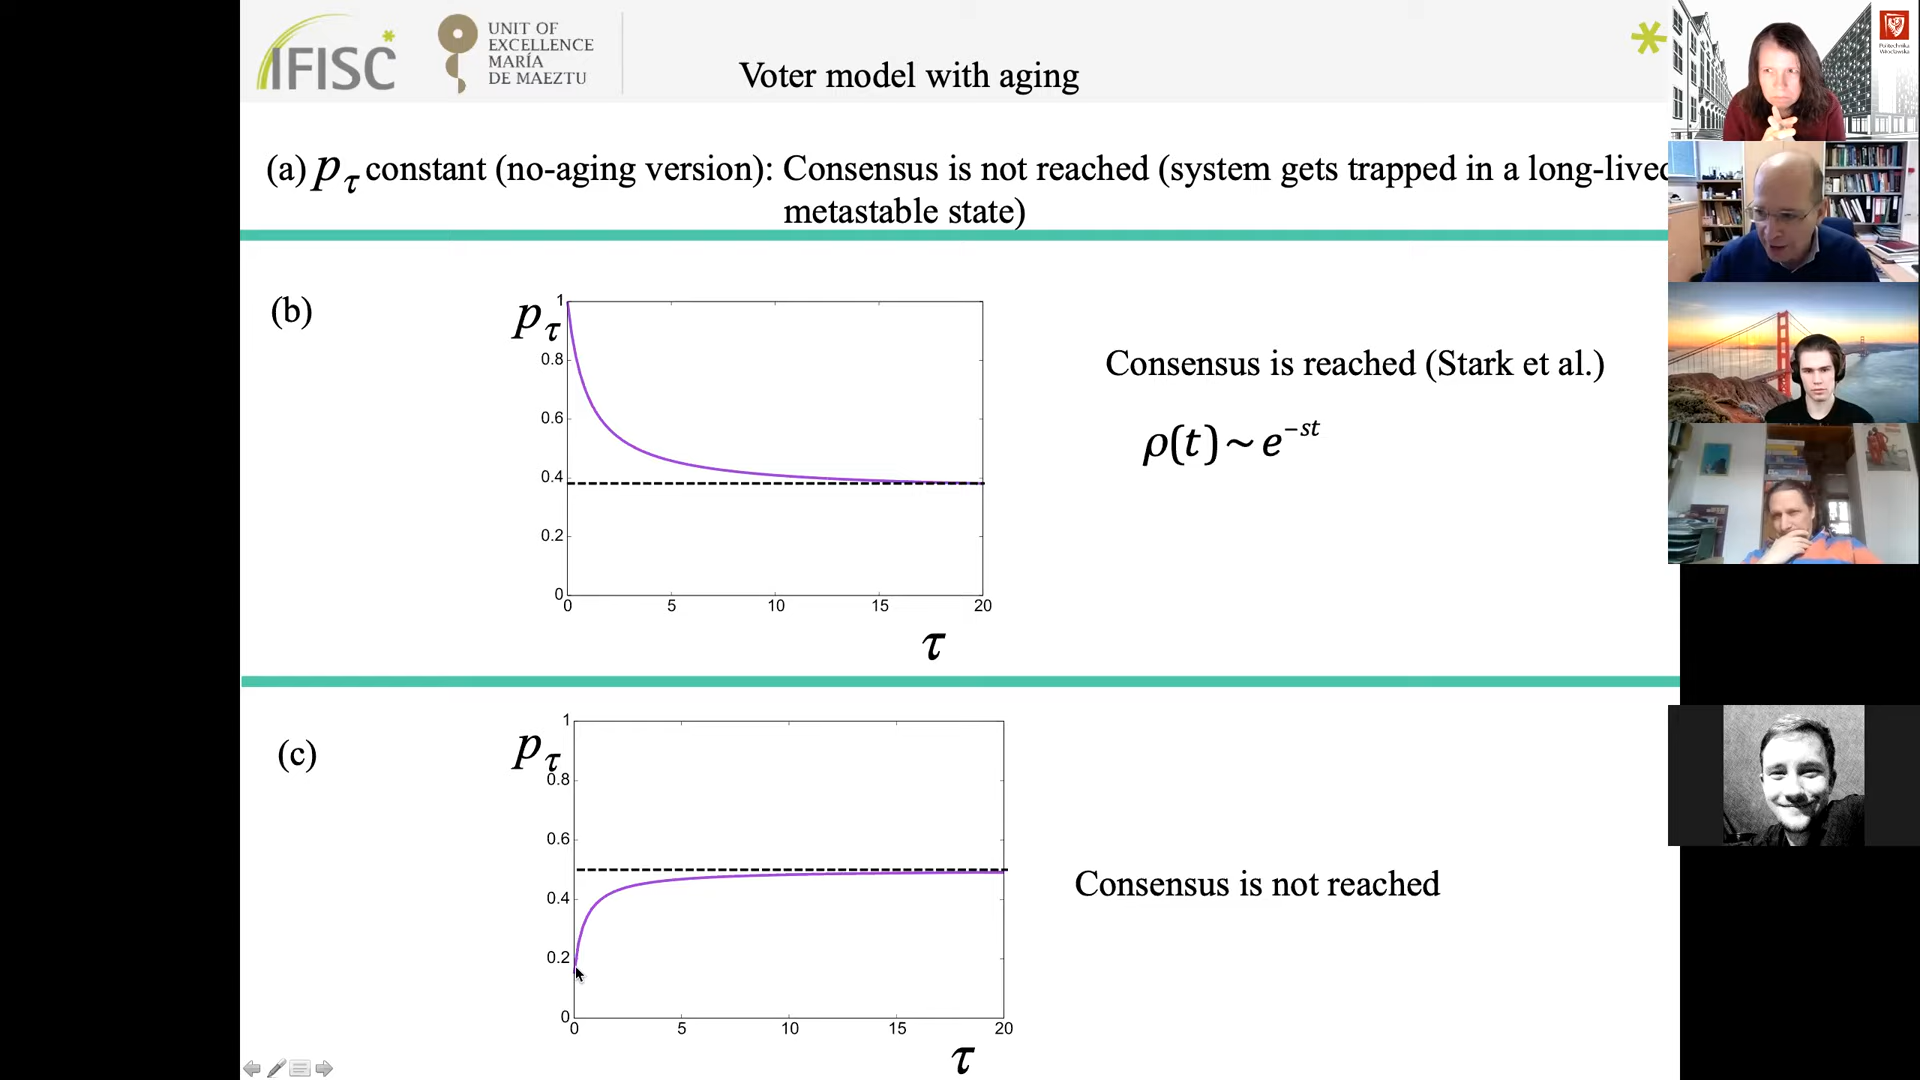 IFISC
UNIT OF
EXCELLENCE
MARÍA
DE MAEZTU
Voter model with aging
Politechnika
Wrocławska
(a) pτ constant (no-aging version): Consensus is not reached (system gets trapped in a long-lived
metastable state)
(b)
pτ
1
0.8
0.6
0.4
0.2
0
0 5 10 15 20
τ
Consensus is reached (Stark et al.)
ρ(t)~e^−st
(c)
pτ
1
0.8
0.6
0.4
0.2
0
0 5 10 15 20
τ
Consensus is not reached